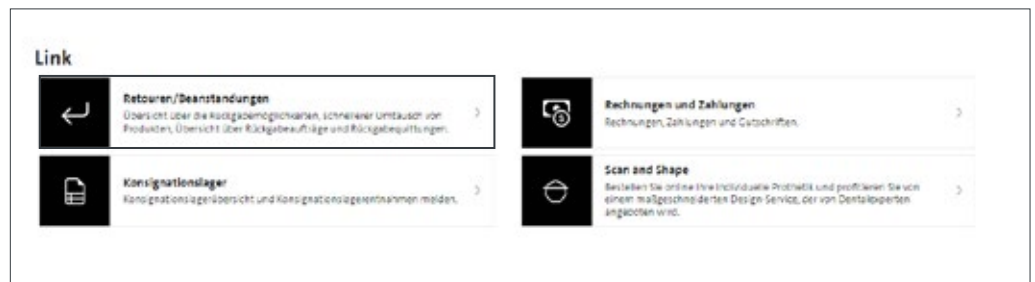 Link
Retouren/Beanstandungen
Übersicht über die Rückgabemöglichkeiten, schnellerer Umtausch von
Produkten, Übersicht über Rückgabeaufträge und Rückgabequittungen.
Rechnungen und Zahlungen
Rechnungen, Zahlungen und Gutschriften.
Konsignationslager
Konsignationslagerübersicht und Konsignationslagerentnahmen melden.
Scan and Shape
Bestellen Sie online Ihre individuelle Prothetik und profitieren Sie von
einem maßgeschneiderten Design-Service, der von Dentalexperten
angeboten wird.